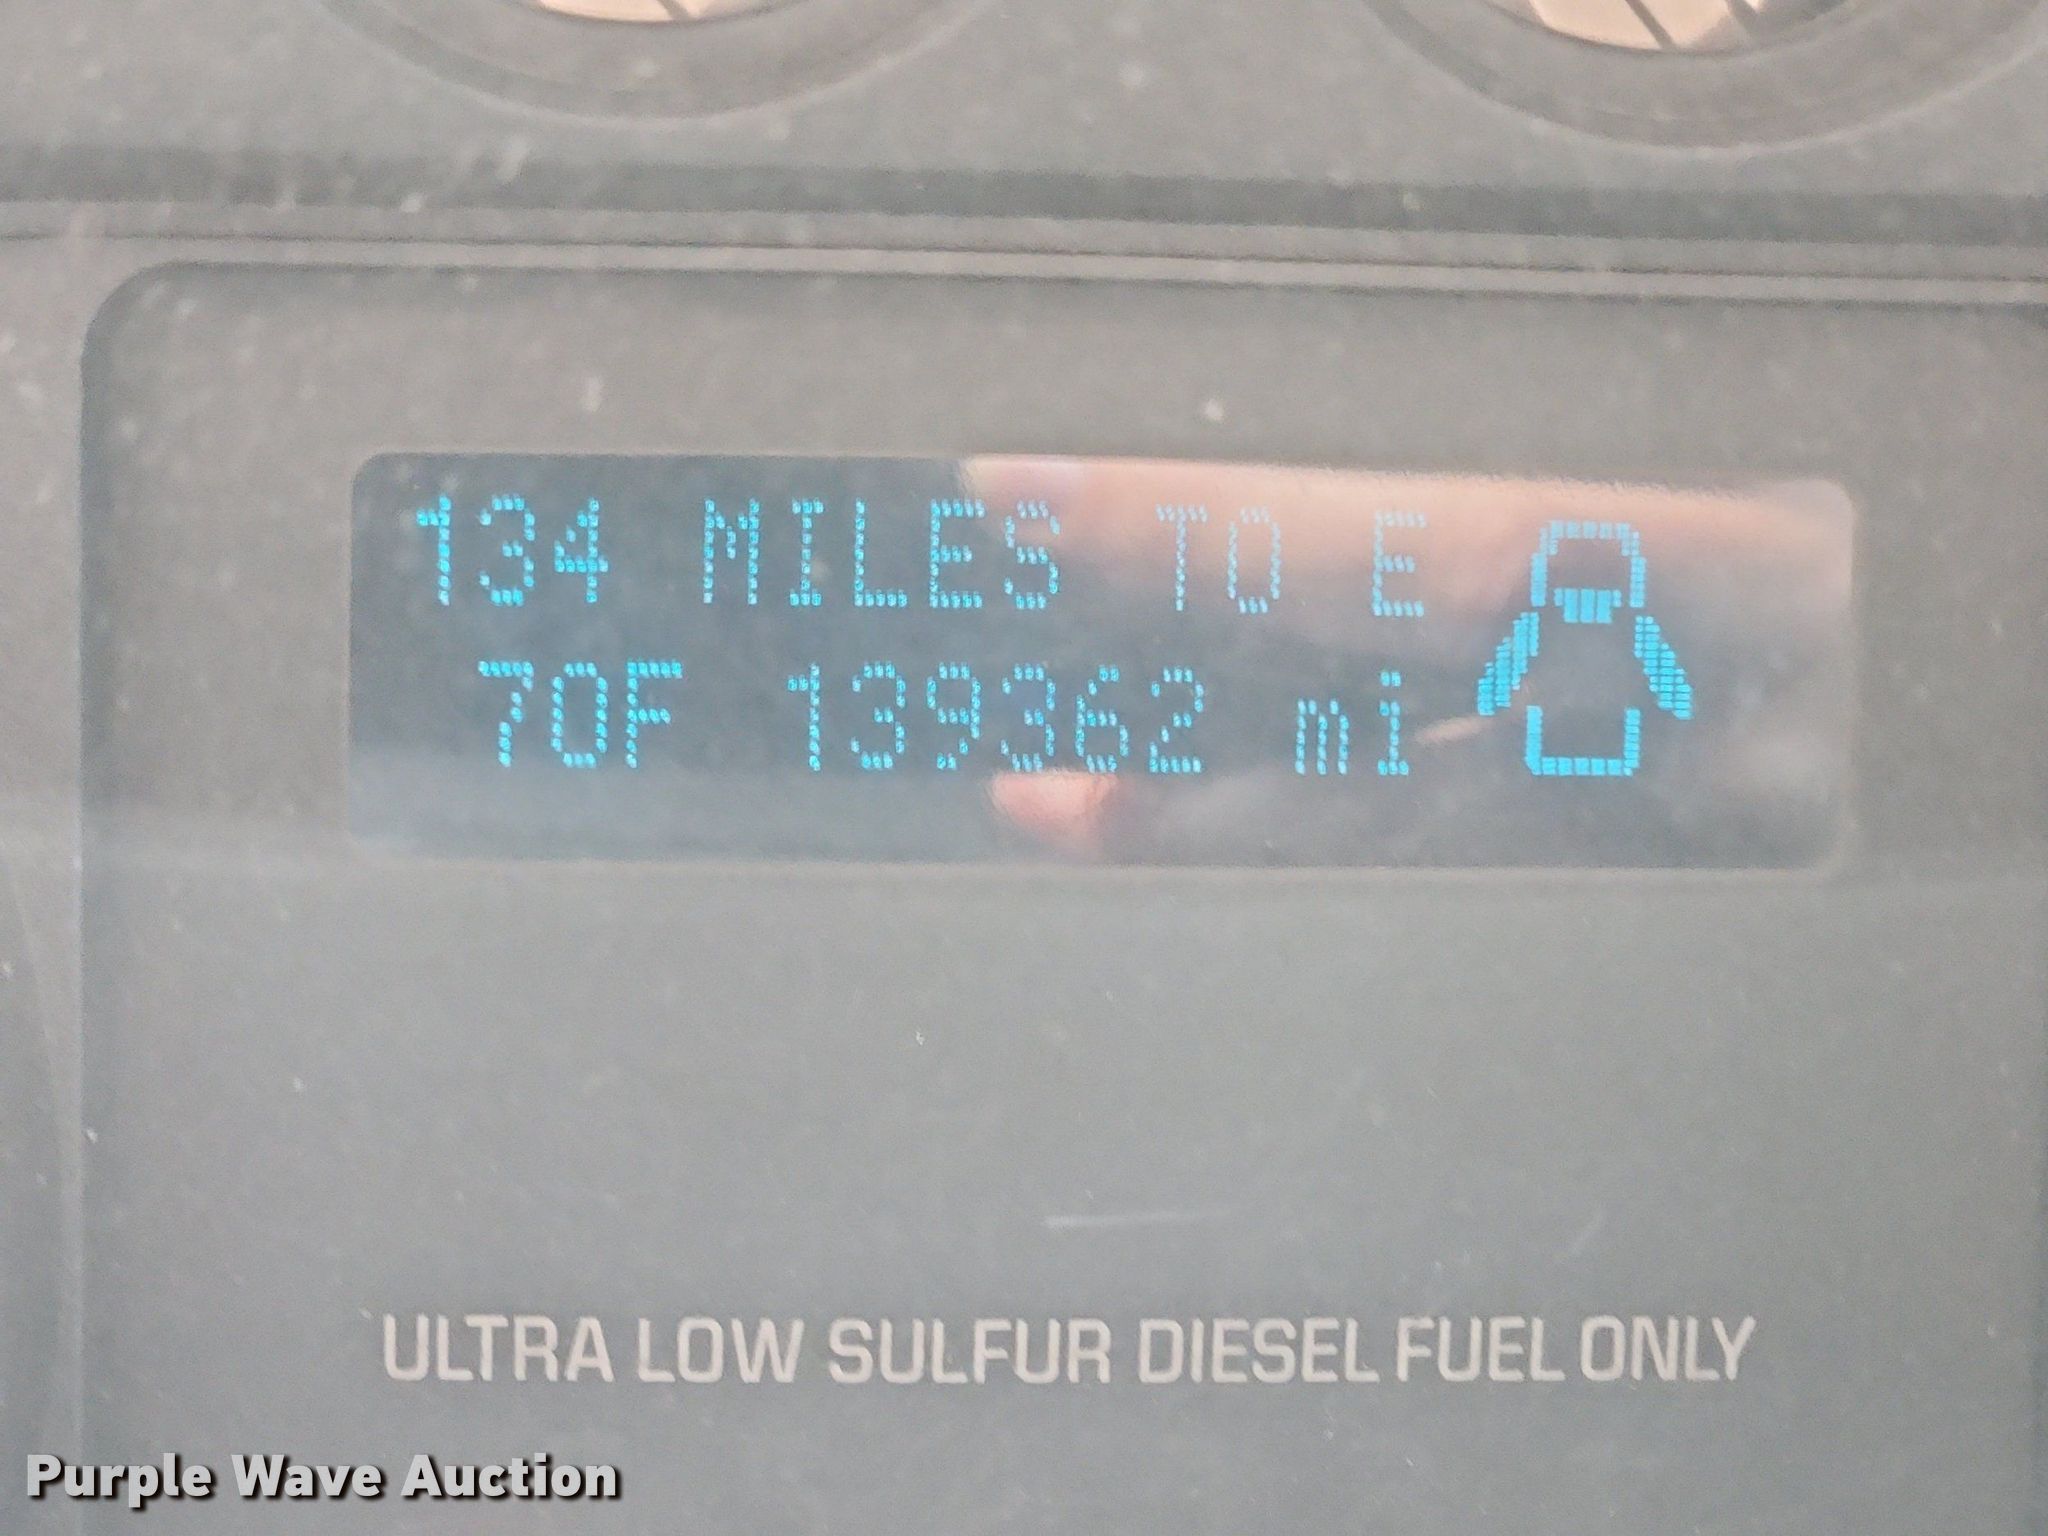 134 MILES TO E
70F 139362 mi
ULTRA LOW SULFUR DIESEL FUEL ONLY
Purple Wave Auction